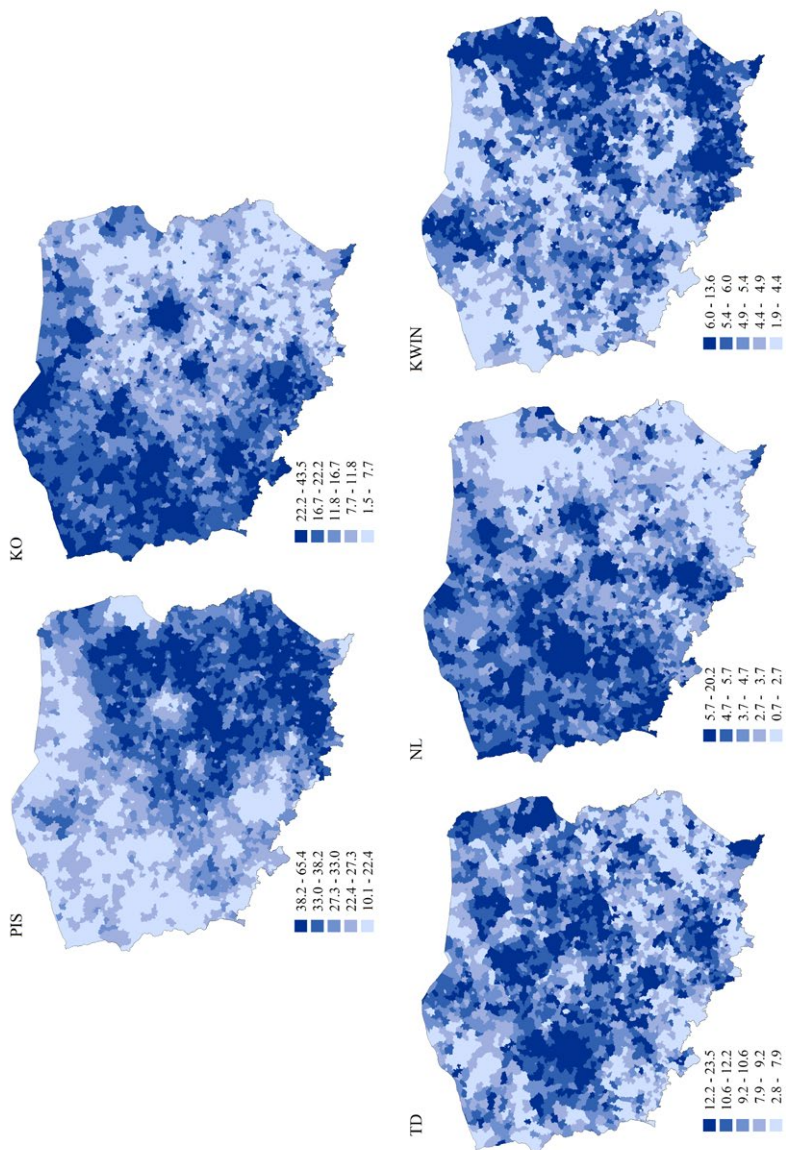 PIS
38.2 - 65.4
33.0 - 38.2
27.3 - 33.0
22.4 - 27.3
10.1 - 22.4
KO
22.2 - 43.5
16.7 - 22.2
11.8 - 16.7
7.7 - 11.8
1.5 - 7.7
TD
12.2 - 23.5
10.6 - 12.2
9.2 - 10.6
7.9 - 9.2
2.8 - 7.9
NL
5.7 - 20.2
4.7 - 5.7
3.7 - 4.7
2.7 - 3.7
0.7 - 2.7
KWIN
6.0 - 13.6
5.4 - 6.0
4.9 - 5.4
4.4 - 4.9
1.9 - 4.4